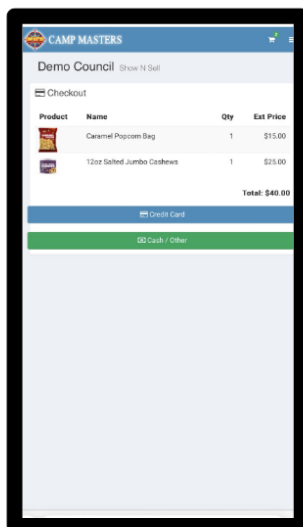 CAMP MASTERS
Demo Council Show N Sell
Checkout
Product Name Qty Ext Price
Caramel Popcorn Bag 1 $15.00
12oz Salted Jumbo Cashews 1 $25.00
Total: $40.00
Credit Card
Cash / Other